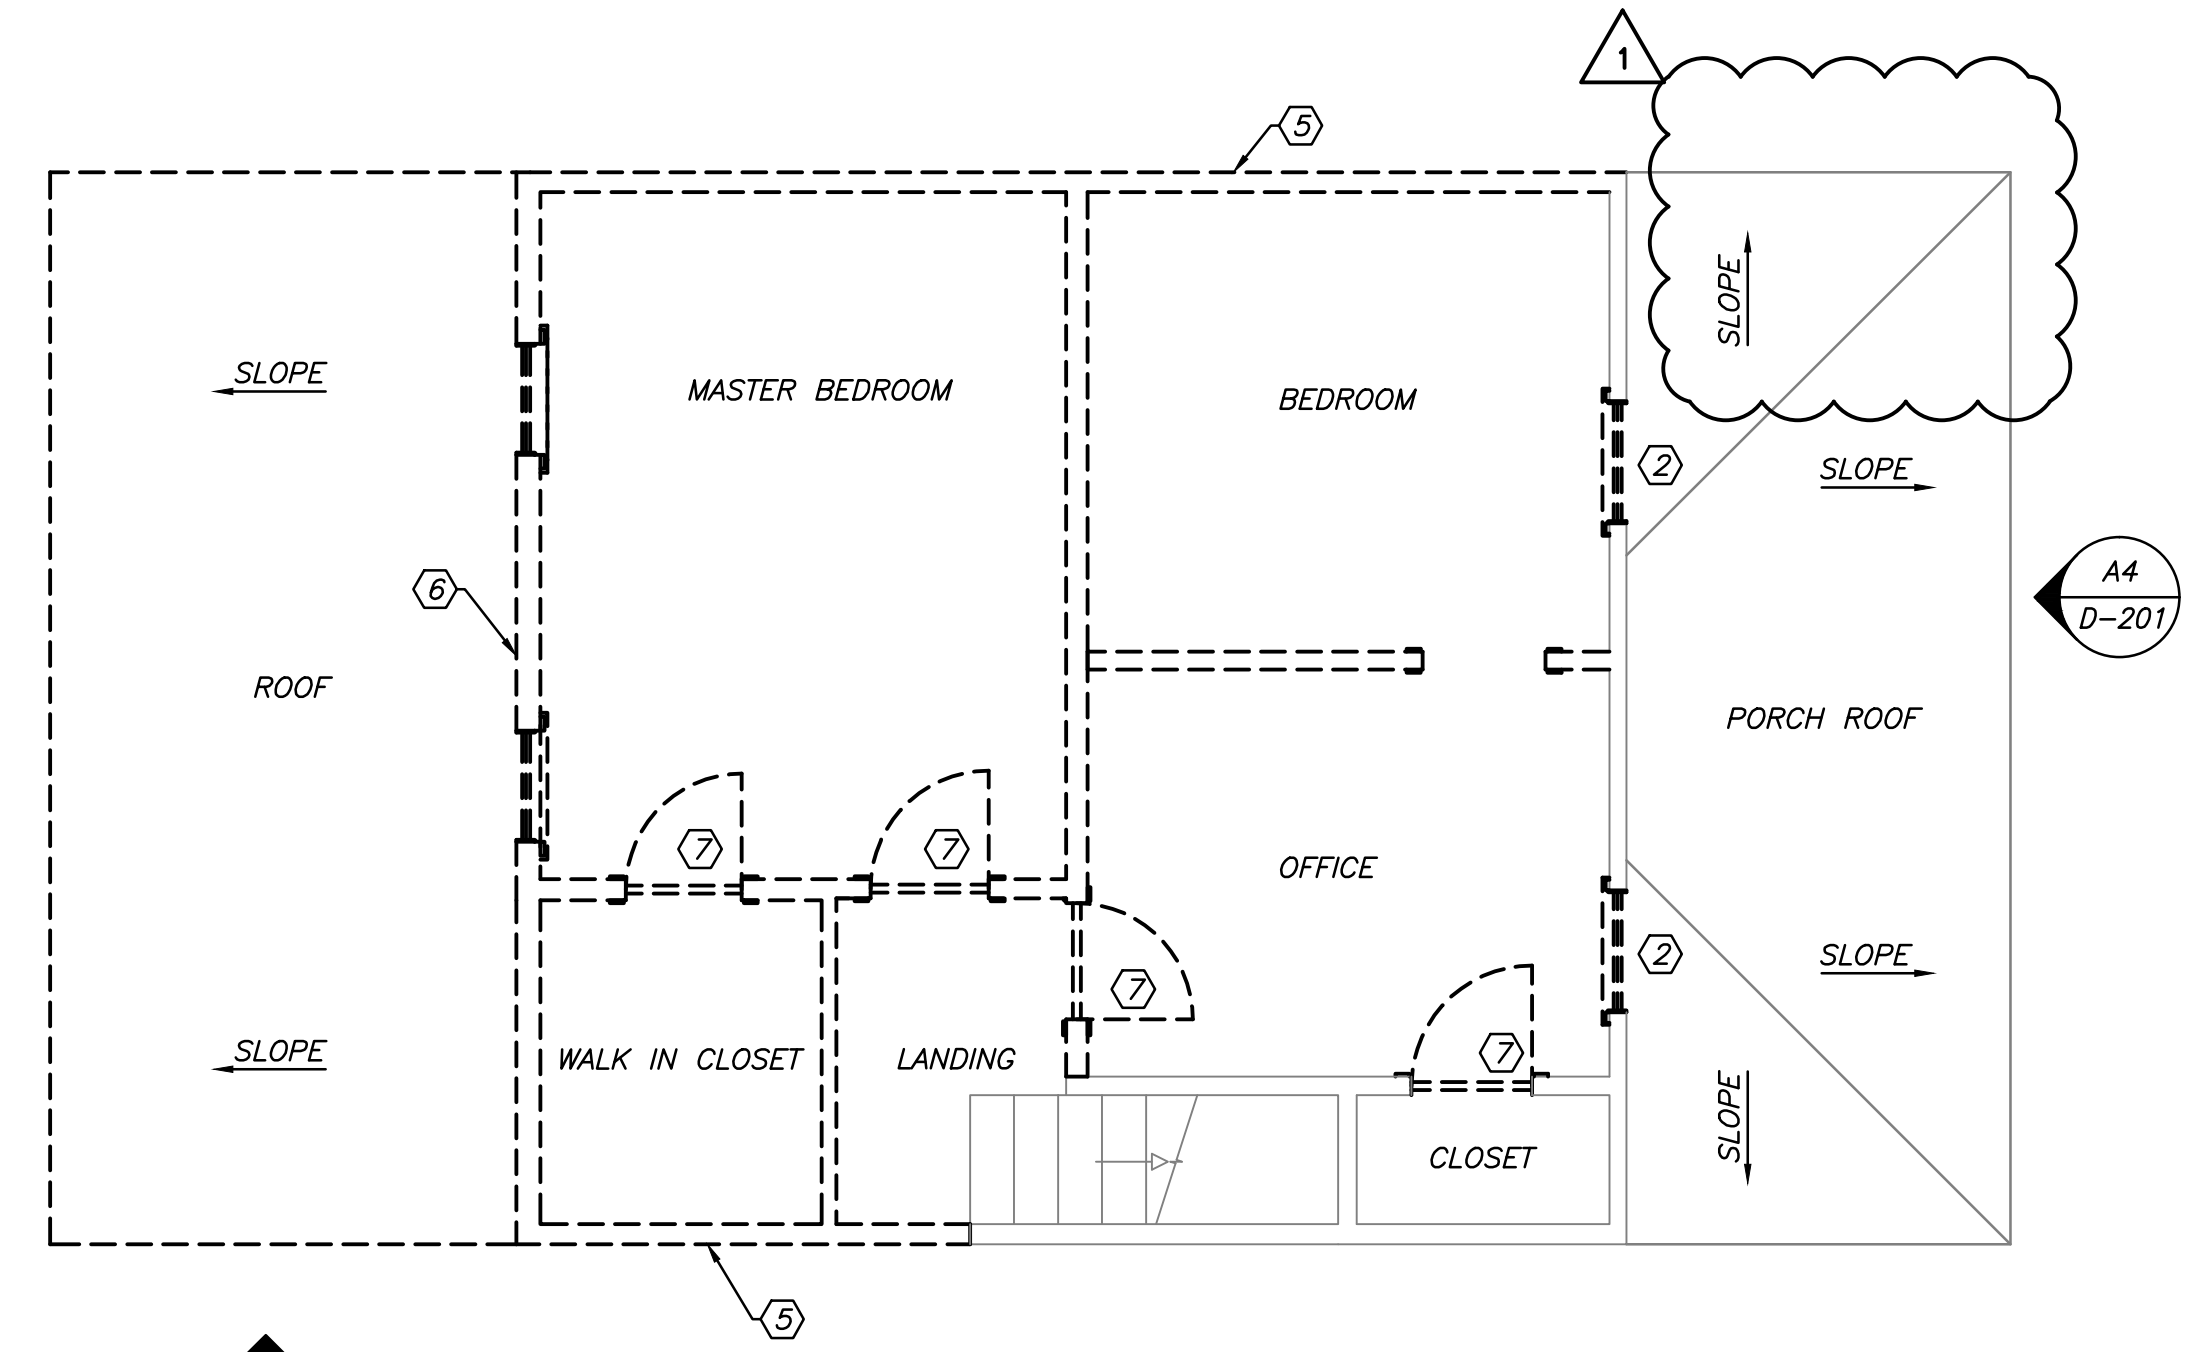 1
5
SLOPE
SLOPE
MASTER BEDROOM
BEDROOM
2
SLOPE
6
A4
D-201
ROOF
PORCH ROOF
7
7
OFFICE
2
SLOPE
7
7
SLOPE
WALK IN CLOSET
LANDING
SLOPE
CLOSET
5